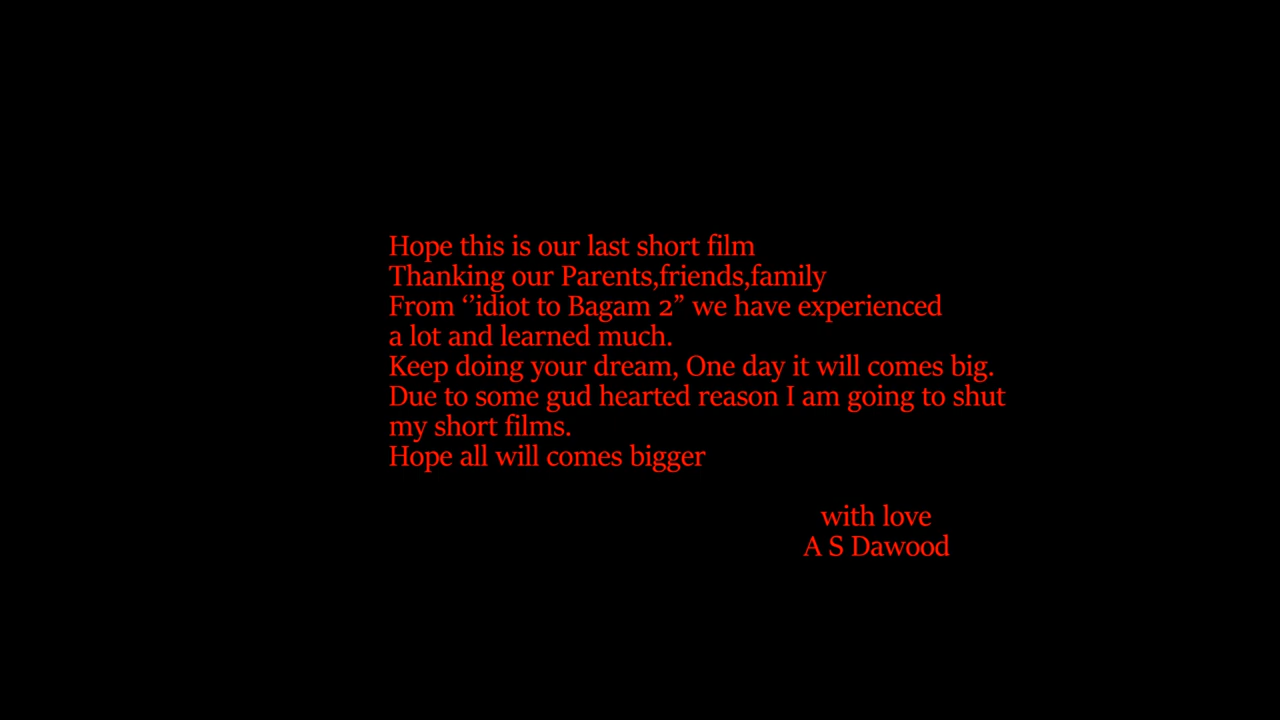 Hope this is our last short film
Thanking our Parents,friends,family
From ‘’idiot to Bagam 2” we have experienced
a lot and learned much.
Keep doing your dream, One day it will comes big.
Due to some gud hearted reason I am going to shut
my short films.
Hope all will comes bigger
with love
A S Dawood